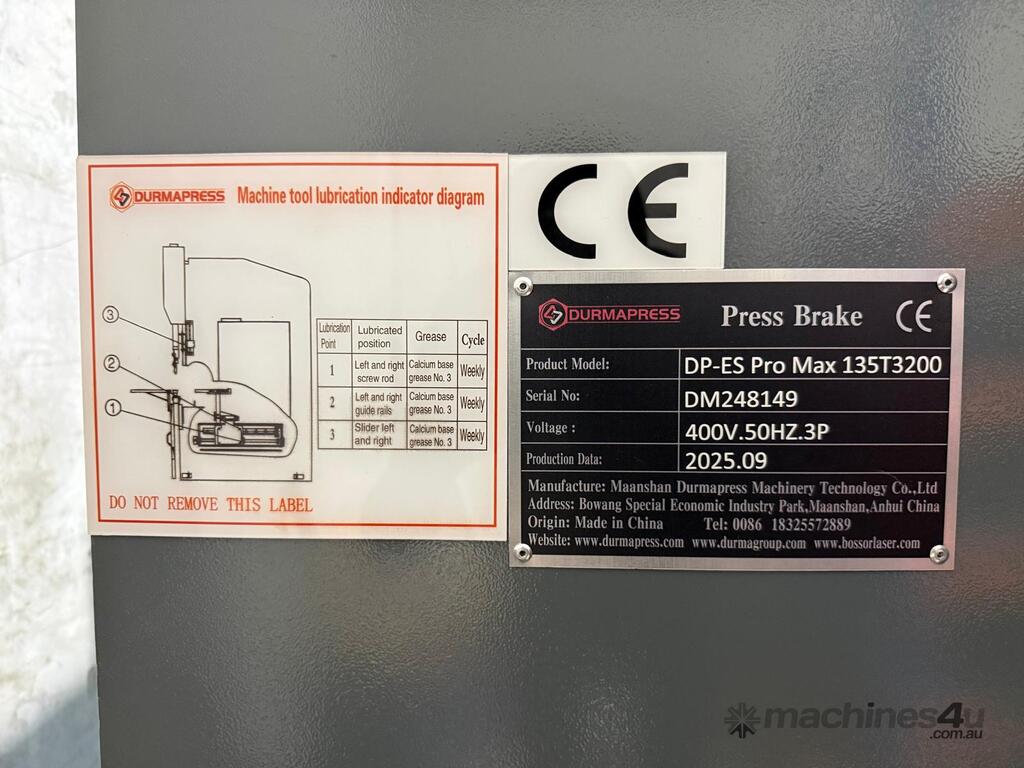 DURMAPRESS Machine tool lubrication indicator diagram
3
2
1
Lubrication Point Lubricated position Grease Cycle
1 Left and right screw rod Calcium base grease No. 3 Weekly
2 Left and right guide rails Calcium base grease No. 3 Weekly
3 Slider left and right Calcium base grease No. 3 Weekly
DO NOT REMOVE THIS LABEL
CE
DURMAPRESS Press Brake CE
Product Model: DP-ES Pro Max 135T3200
Serial No: DM248149
Voltage : 400V.50HZ.3P
Production Data: 2025.09
Manufacture: Maanshan Durmapress Machinery Technology Co.,Ltd
Address: Bowang Special Economic Industry Park,Maanshan,Anhui China
Origin: Made in China Tel: 0086 18325572889
Website: www.durmapress.com www.durmagroup.com www.bossorlaser.com
machines4u
.com.au